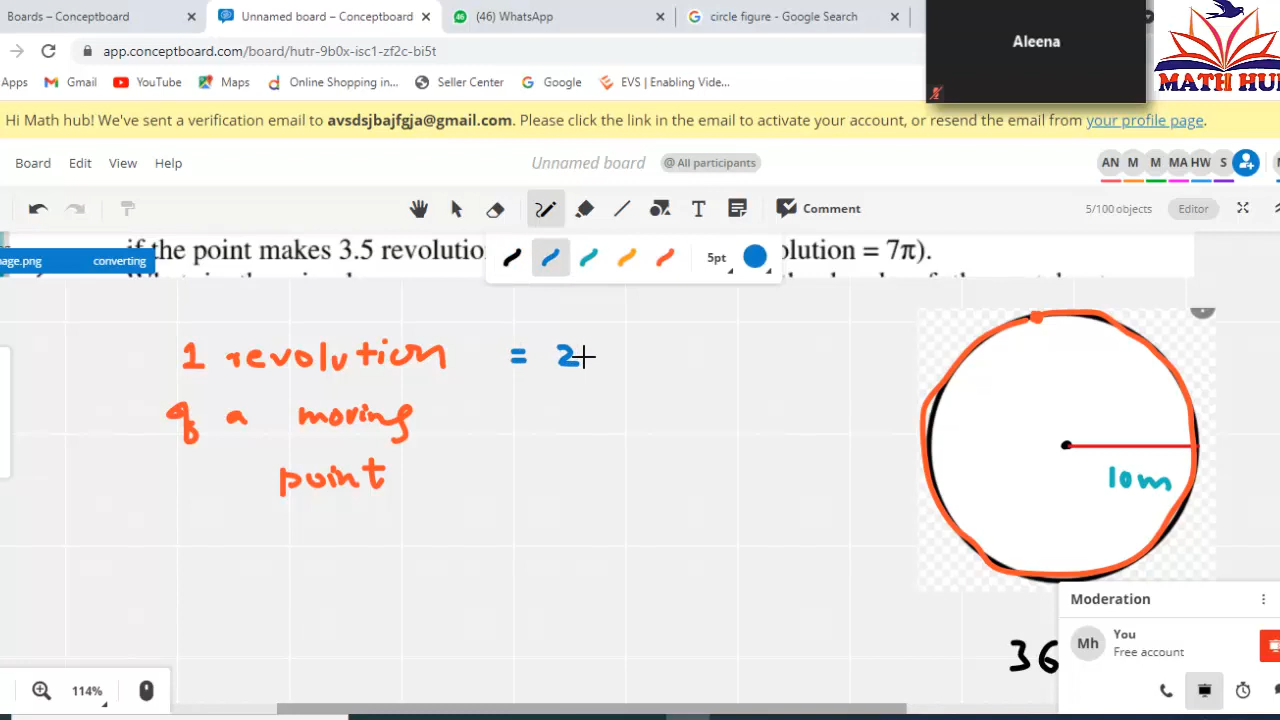 Boards – Conceptboard
Unnamed board – Conceptboard
(46) WhatsApp
circle figure - Google Search
Aleena
MATH HUB
app.conceptboard.com/board/hutr-9b0x-isc1-zf2c-bi5t
Apps
Gmail
YouTube
Maps
Online Shopping in...
Seller Center
Google
EVS | Enabling Vide...
Hi Math hub! We've sent a verification email to avsdsjbajfgja@gmail.com. Please click the link in the email to activate your account, or resend the email from your profile page.
Board Edit View Help
Unnamed board
@ All participants
AN M M MA HW S
Comment
5/100 objects
Editor
if the point makes 3.5 revolutio
olution = 7π).
age.png converting
5pt
1 revolution = 2
of a moving
point
10m
36
Moderation
Mh
You
Free account
114%